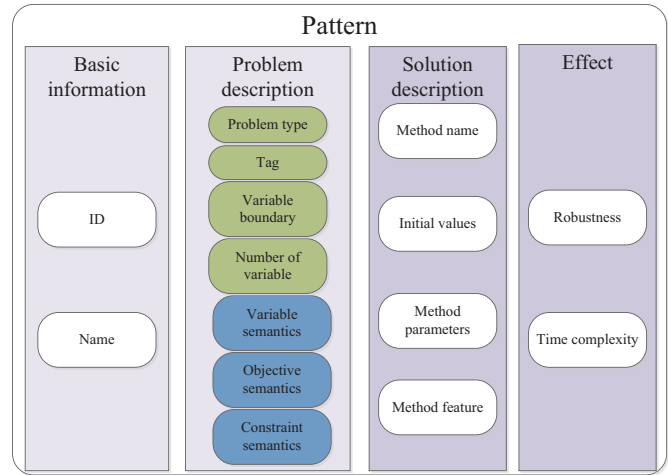 Pattern
Basic
information
ID
Name
Problem
description
Problem type
Tag
Variable
boundary
Number of
variable
Variable
semantics
Objective
semantics
Constraint
semantics
Solution
description
Method name
Initial values
Method
parameters
Method feature
Effect
Robustness
Time complexity